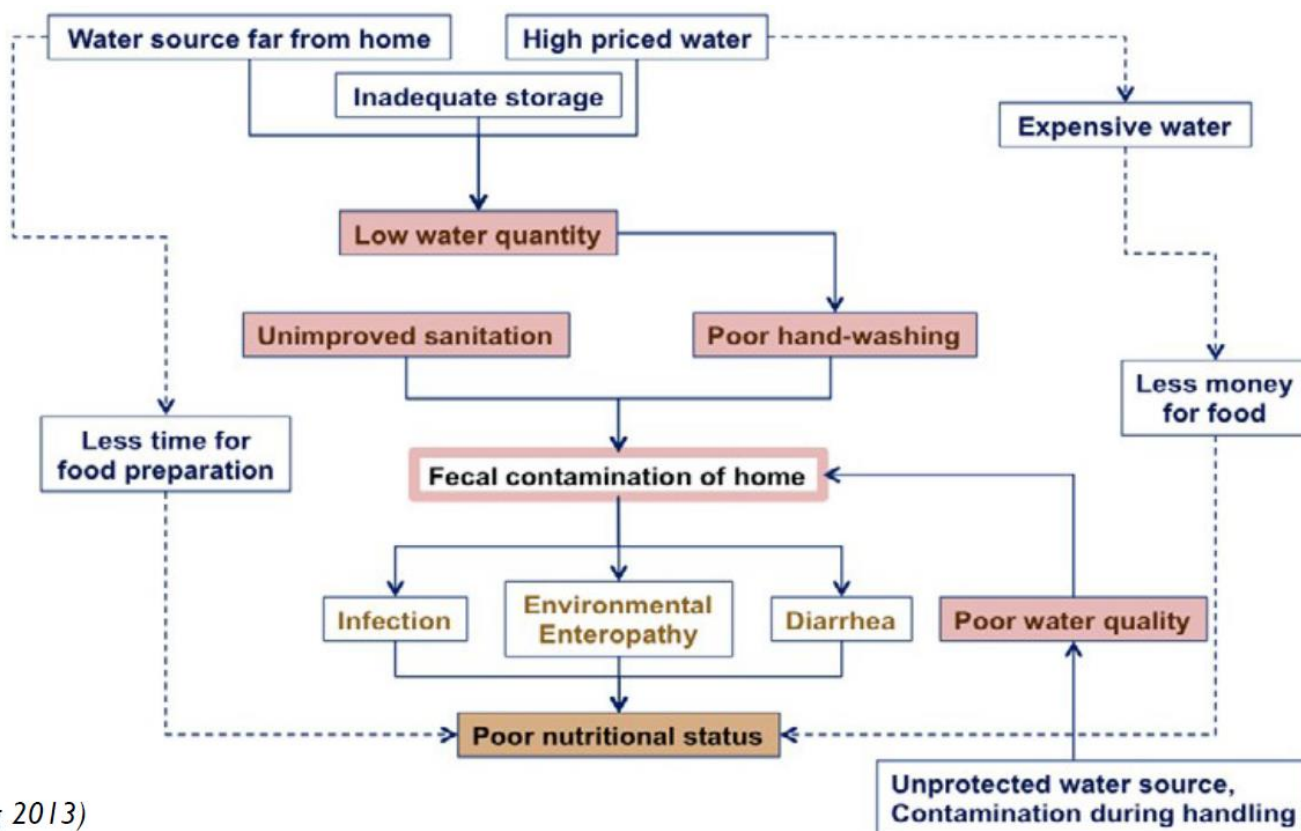 Water source far from home
High priced water
Inadequate storage
Expensive water
Low water quantity
Unimproved sanitation
Poor hand-washing
Less money
for food
Less time for
food preparation
Fecal contamination of home
Infection
Environmental
Enteropathy
Diarrhea
Poor water quality
Poor nutritional status
Unprotected water source,
Contamination during handling
2013)